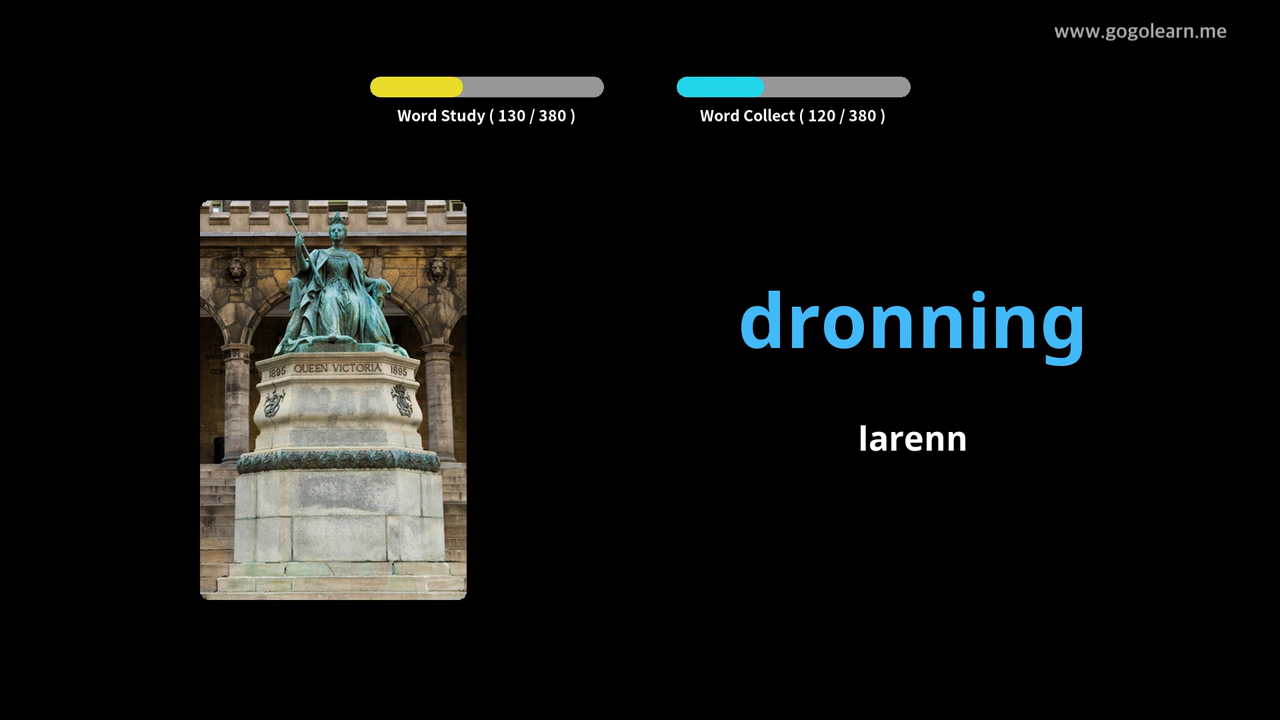 www.gogolearn.me
Word Study ( 130 / 380 )
Word Collect ( 120 / 380 )
dronning
larenn
1895 QUEEN VICTORIA 1895